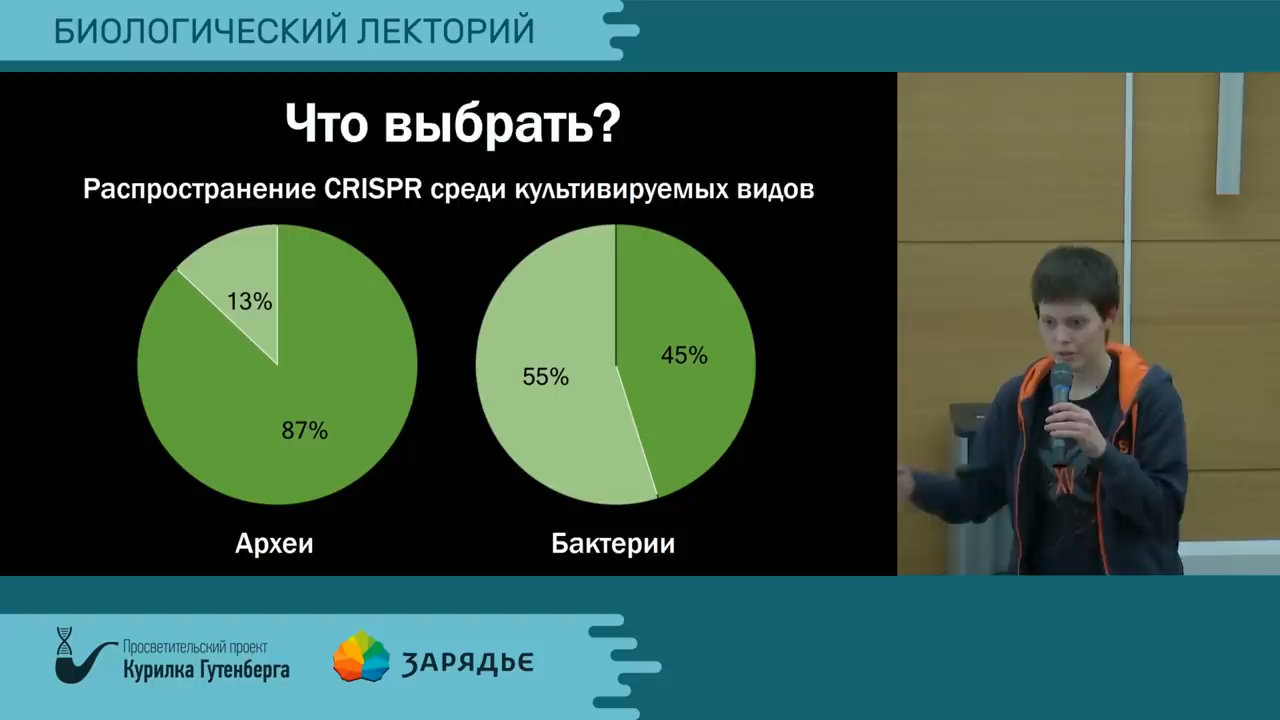 БИОЛОГИЧЕСКИЙ ЛЕКТОРИЙ
Что выбрать?
Распространение CRISPR среди культивируемых видов
13%
87%
55%
45%
Археи
Бактерии
XV
Просветительский проект
Курилка Гутенберга
ЗАРЯДЬЕ